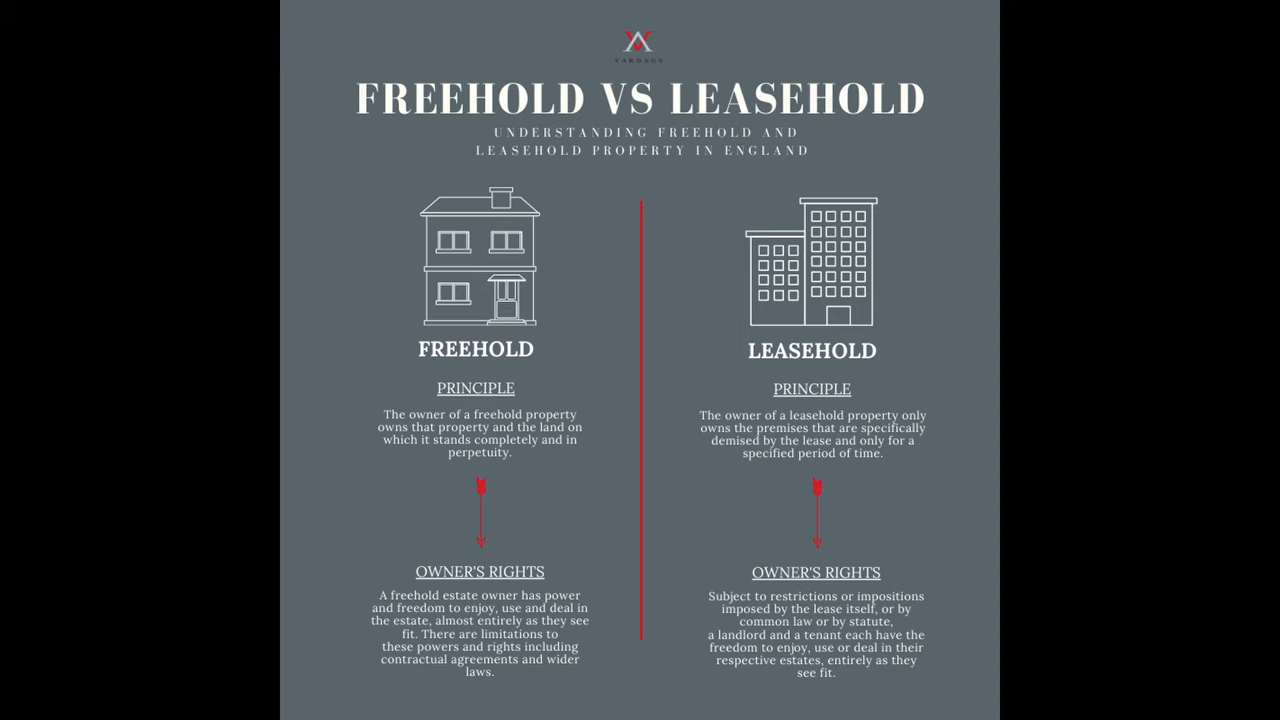 VARDAGS
FREEHOLD VS LEASEHOLD
UNDERSTANDING FREEHOLD AND
LEASEHOLD PROPERTY IN ENGLAND
FREEHOLD
PRINCIPLE
The owner of a freehold property
owns that property and the land on
which it stands completely and in
perpetuity.
OWNER'S RIGHTS
A freehold estate owner has power
and freedom to enjoy, use and deal in
the estate, almost entirely as they see
fit. There are limitations to
these powers and rights including
contractual agreements and wider
laws.
LEASEHOLD
PRINCIPLE
The owner of a leasehold property only
owns the premises that are specifically
demised by the lease and only for a
specified period of time.
OWNER'S RIGHTS
Subject to restrictions or impositions
imposed by the lease itself, or by
common law or by statute,
a landlord and a tenant each have the
freedom to enjoy, use or deal in their
respective estates, entirely as they
see fit.